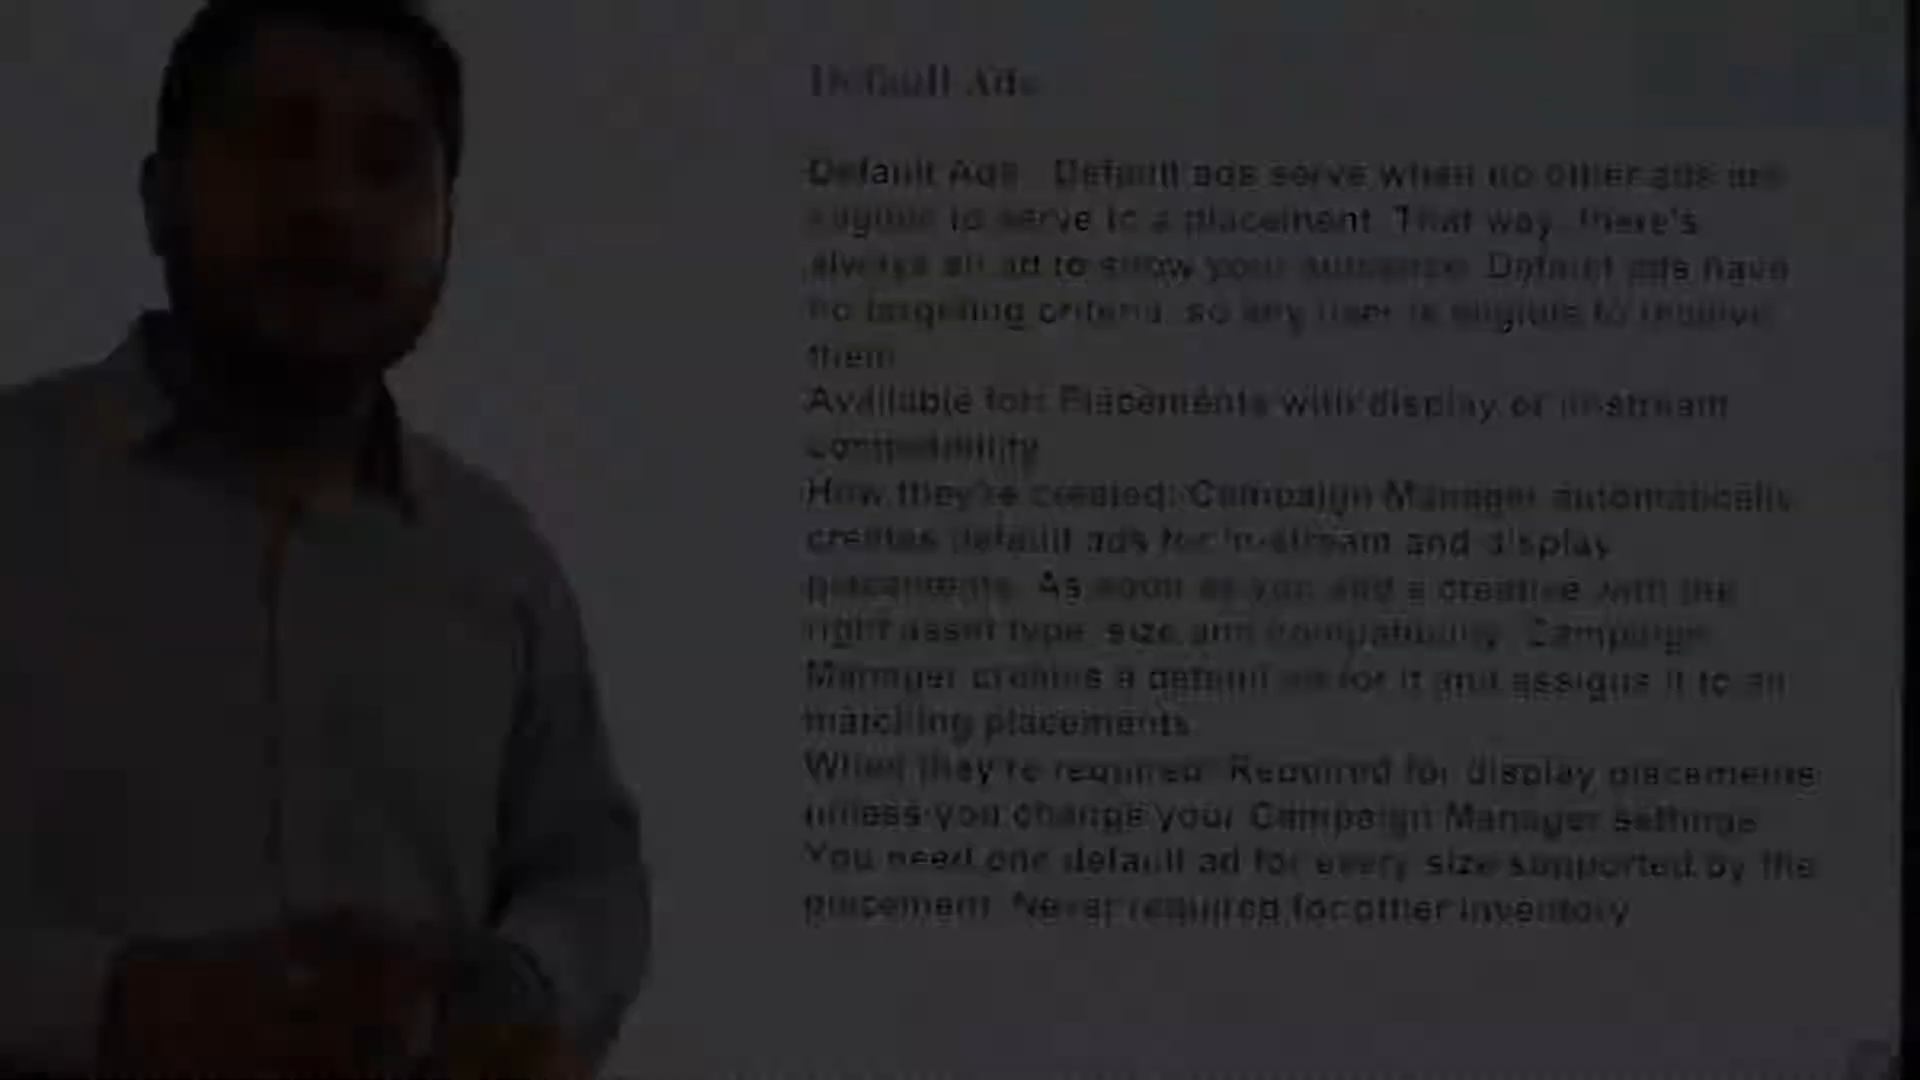 Default Ads
Default Ads Default ads serve when no other ads are
eligible to serve to a placement. That way, there's
always an ad to show your audience. Default ads have
no targeting criteria, so any user is eligible to receive
them.
Available for: Placements with display or in-stream
compatibility
How they're created: Campaign Manager automatically
creates default ads for in-stream and display
placements. As soon as you add a creative with the
right asset type, size and compatibility, Campaign
Manager creates a default ad for it and assigns it to all
matching placements
When they're required: Required for display placements
unless you change your Campaign Manager settings.
You need one default ad for every size supported by the
placement. Never required for other inventory